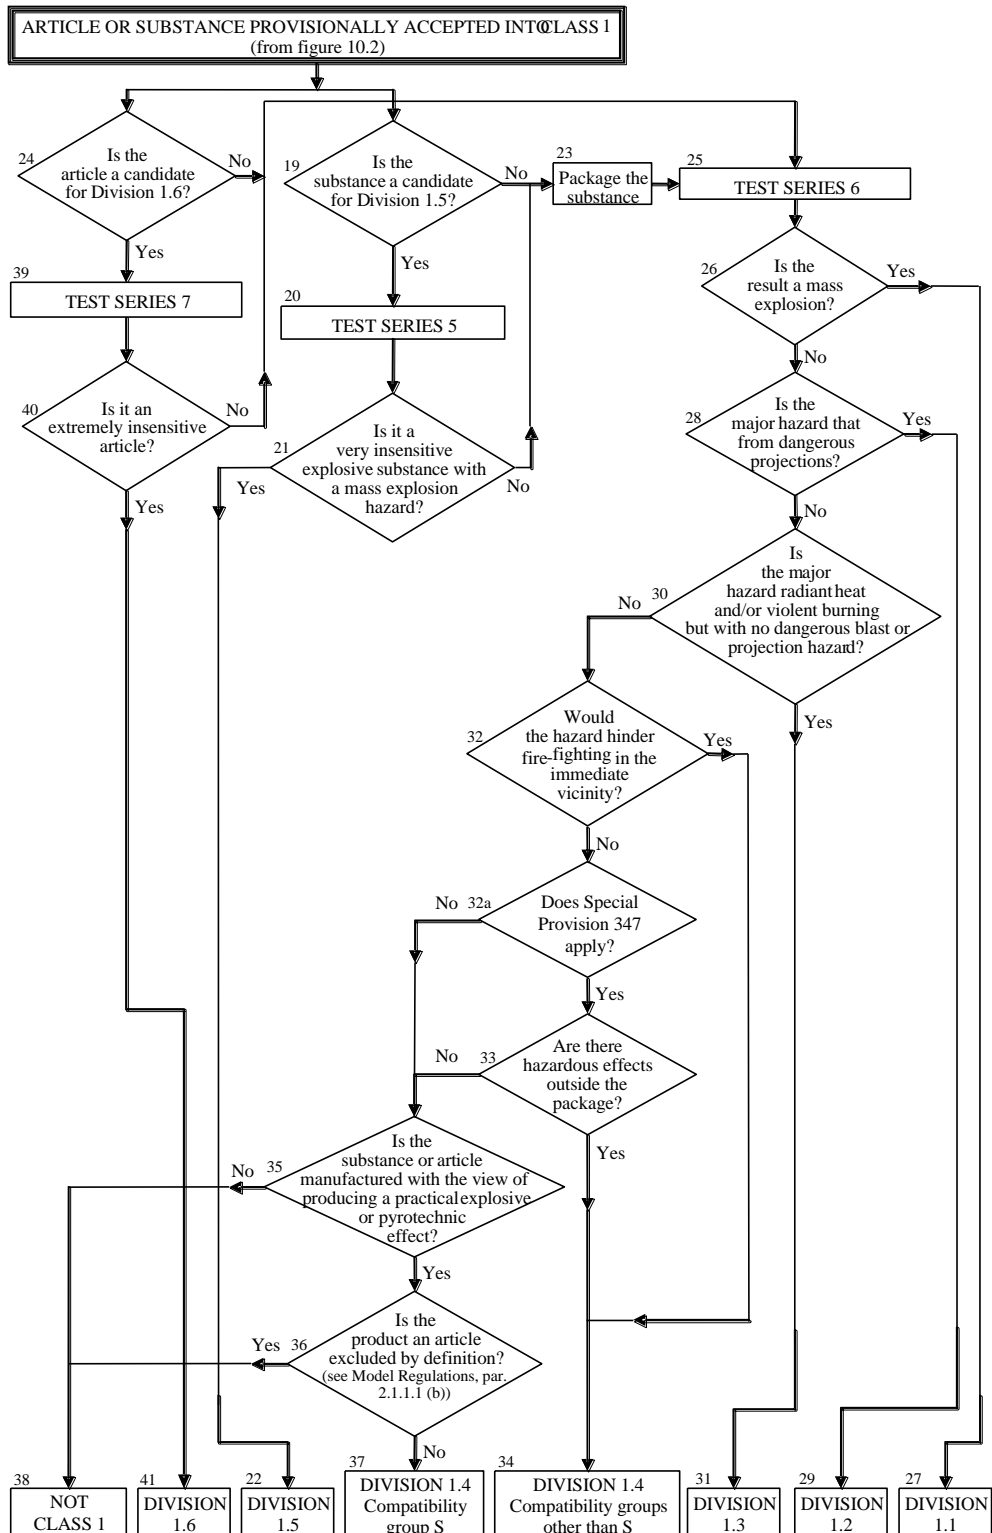 ARTICLE OR SUBSTANCE PROVISIONALLY ACCEPTED INTO CLASS 1
(from figure 10.2)
24
Is the
article a candidate
for Division 1.6?
No
Yes
19
Is the
substance a candidate
for Division 1.5?
No
Yes
23
Package the
substance
25
TEST SERIES 6
39
TEST SERIES 7
20
TEST SERIES 5
26
Is the
result a mass
explosion?
Yes
No
40
Is it an
extremely insensitive
article?
No
Yes
21
Is it a
very insensitive
explosive substance with
a mass explosion
hazard?
Yes
No
28
Is the
major hazard that
from dangerous
projections?
Yes
No
30
Is
the major
hazard radiant heat
and/or violent burning
but with no dangerous blast or
projection hazard?
No
Yes
32
Would
the hazard hinder
fire-fighting in the
immediate
vicinity?
Yes
No
32a
Does Special
Provision 347
apply?
No
Yes
33
Are there
hazardous effects
outside the
package?
No
Yes
35
Is the
substance or article
manufactured with the view of
producing a practical explosive
or pyrotechnic
effect?
No
Yes
36
Is the
product an article
excluded by definition?
(see Model Regulations, par.
2.1.1.1 (b))
Yes
No
38
NOT
CLASS 1
41
DIVISION
1.6
22
DIVISION
1.5
37
DIVISION 1.4
Compatibility
group S
34
DIVISION 1.4
Compatibility groups
other than S
31
DIVISION
1.3
29
DIVISION
1.2
27
DIVISION
1.1